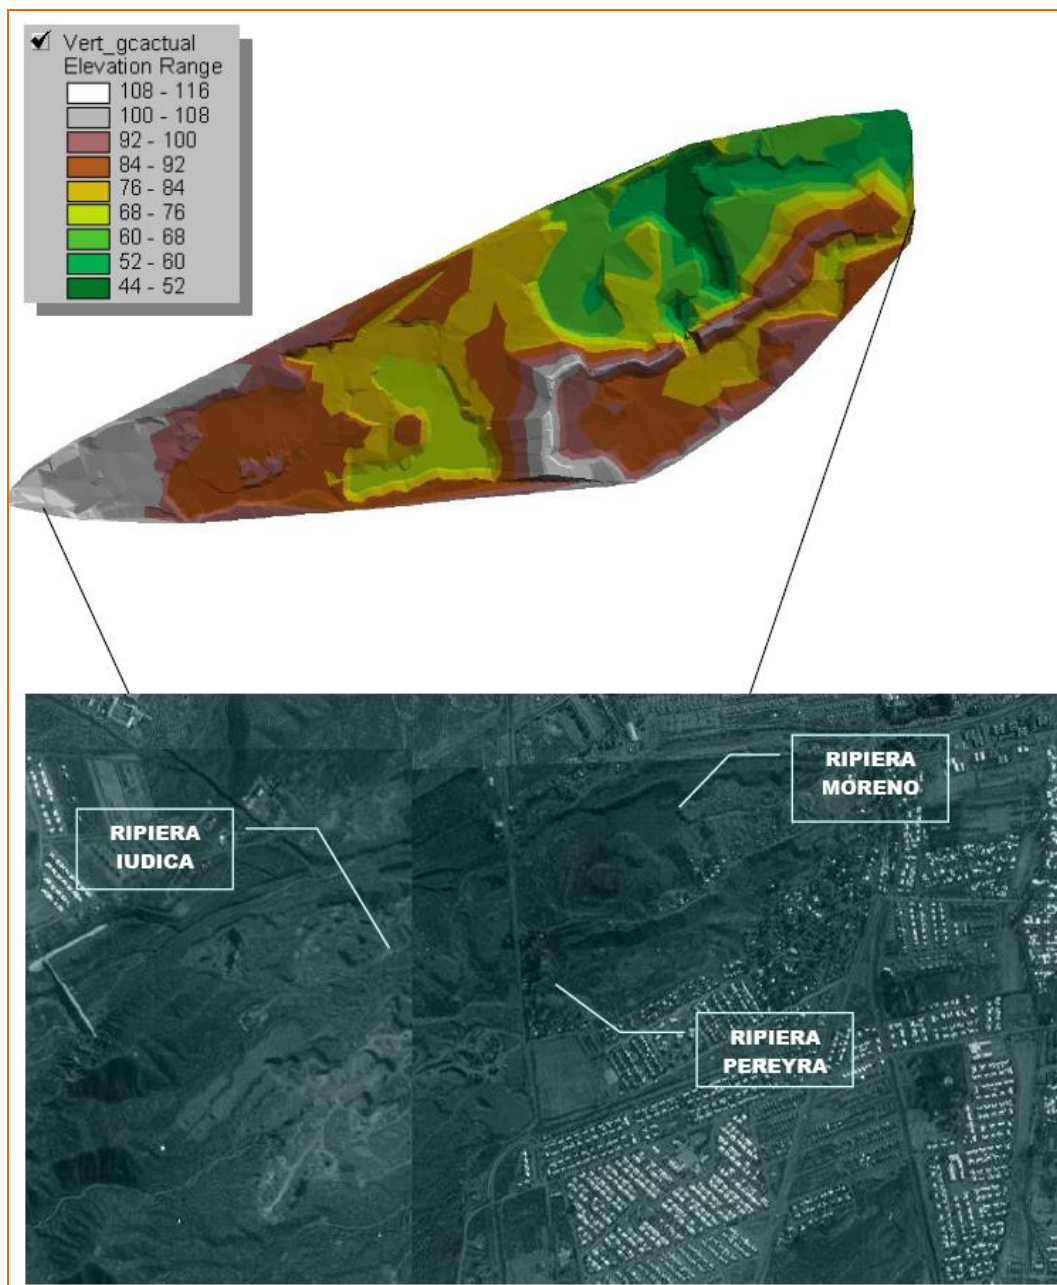 Vert_gcactual
Elevation Range
108 - 116
100 - 108
92 - 100
84 - 92
76 - 84
68 - 76
60 - 68
52 - 60
44 - 52
RIPIERA
MORENO
RIPIERA
IUDICA
RIPIERA
PEREYRA